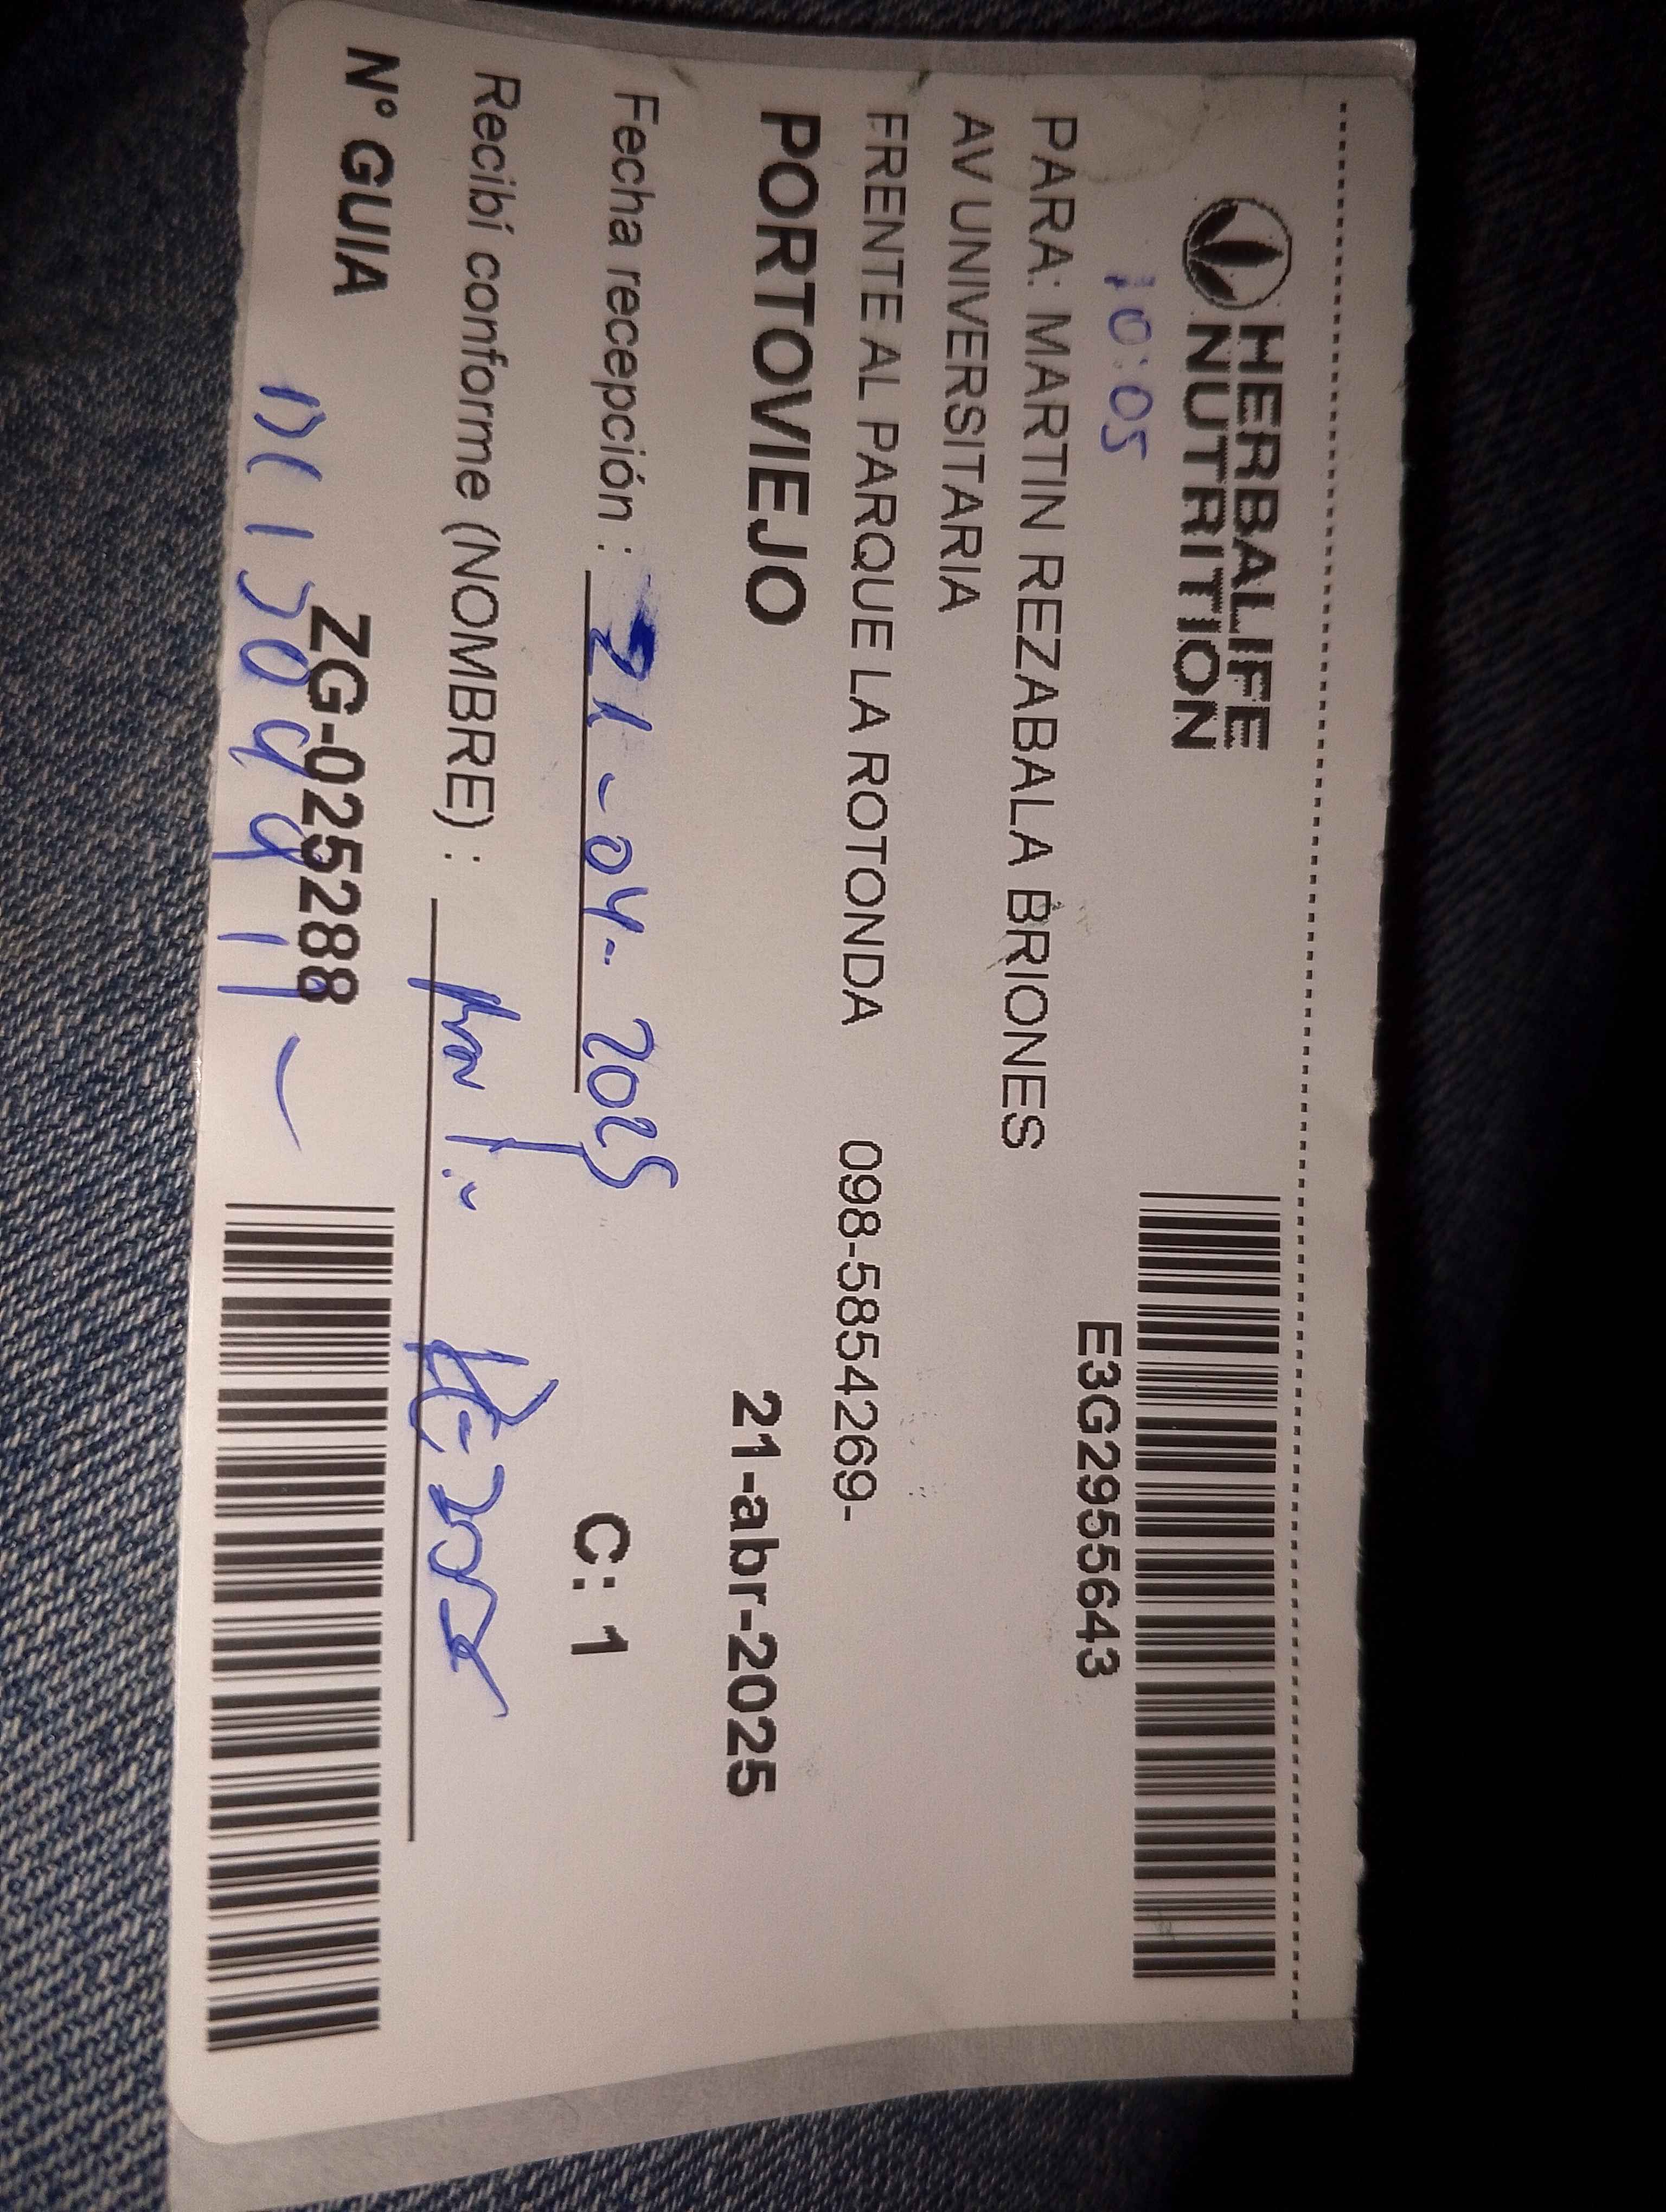 HERBALIFE
NUTRITION
10:05
E3G2955643
PARA: MARTIN REZABALA BRIONES
AV UNIVERSITARIA
FRENTE AL PARQUE LA ROTONDA 098-5854269-
PORTOVIEJO 21-abr-2025
Fecha recepción : 21-04-2025 C: 1
Recibí conforme (NOMBRE) :
Nº GUIA ZG-025288